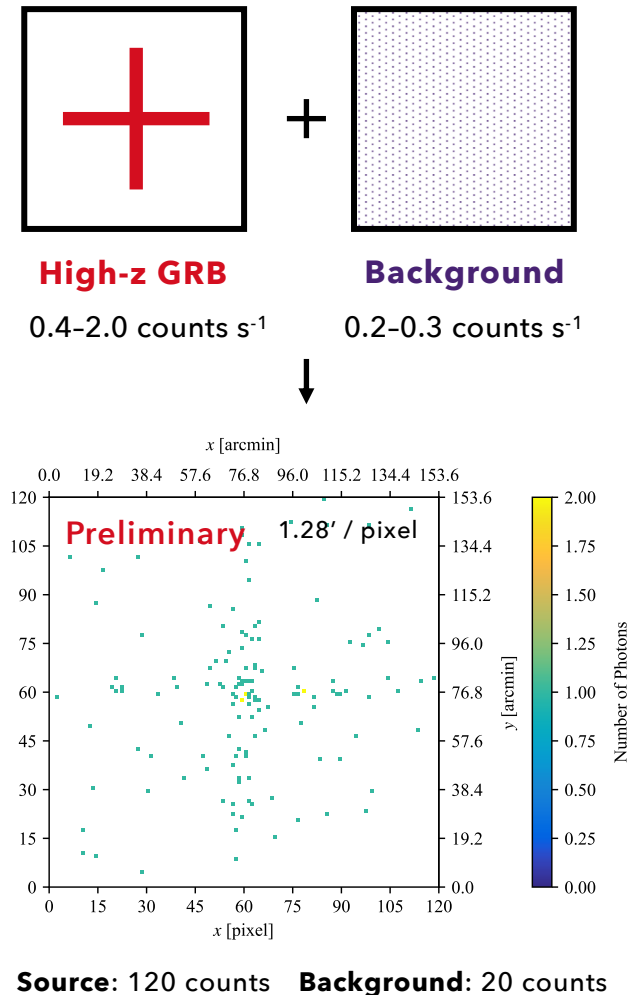 +
High-z GRB Background
0.4–2.0 counts s⁻¹ 0.2–0.3 counts s⁻¹
x [arcmin]
0.0 19.2 38.4 57.6 76.8 96.0 115.2 134.4 153.6
Preliminary 1.28′ / pixel
120 105 90 75 60 45 30 15 0
153.6 134.4 115.2 96.0 76.8 57.6 38.4 19.2 0.0
y [arcmin]
2.00 1.75 1.50 1.25 1.00 0.75 0.50 0.25 0.00
Number of Photons
0 15 30 45 60 75 90 105 120
x [pixel]
Source: 120 counts Background: 20 counts